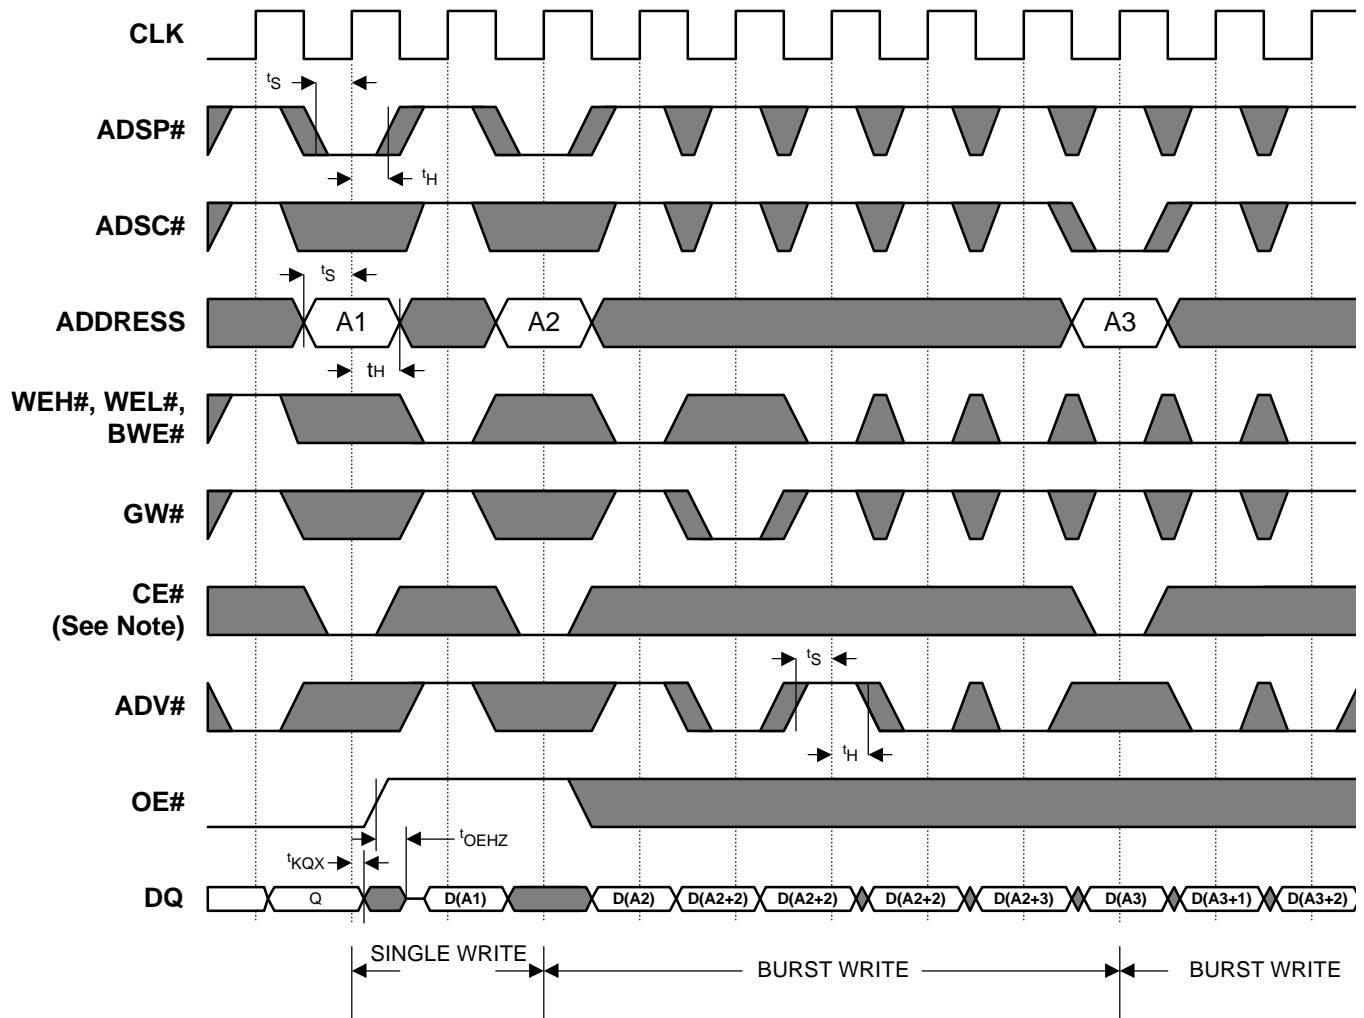 CLK
tS
ADSP#
tH
ADSC#
tS
ADDRESS A1 A2 A3
tH
WEH#, WEL#,
BWE#
GW#
CE#
(See Note)
tS
ADV#
tH
OE#
tOEHZ
tKQX
DQ Q D(A1) D(A2) D(A2+2) D(A2+2) D(A2+2) D(A2+3) D(A3) D(A3+1) D(A3+2)
SINGLE WRITE BURST WRITE BURST WRITE